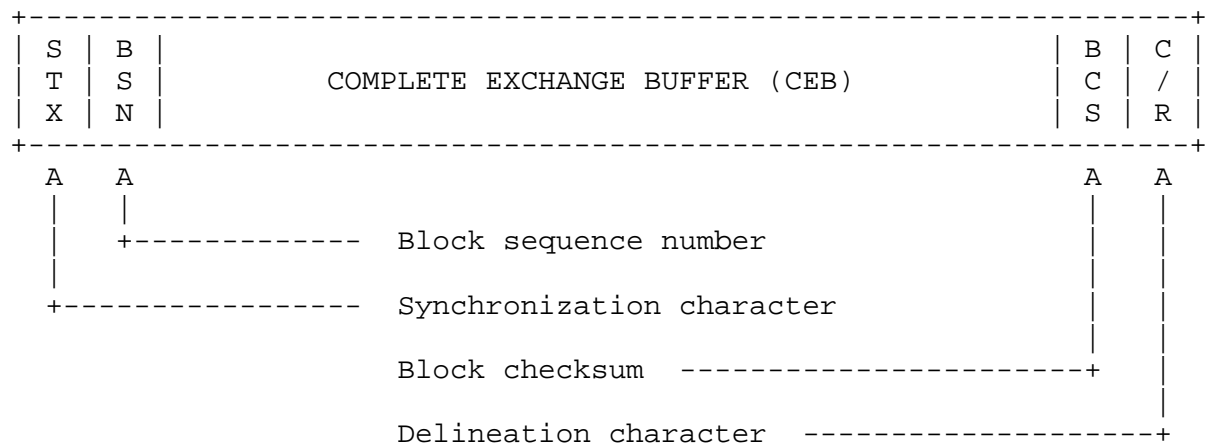 +-----------------------------------------------------------------+
| S | B |                                                  | B | C |
| T | S |         COMPLETE EXCHANGE BUFFER (CEB)           | C | / |
| X | N |                                                  | S | R |
+-----------------------------------------------------------------+
  A   A                                                      A   A
  |   |                                                      |   |
  |   +-------------  Block sequence number                  |   |
  |                                                          |   |
  +-----------------  Synchronization character              |   |
                                                             |   |
                      Block checksum  -----------------------+   |
                                                                 |
                      Delineation character  --------------------+